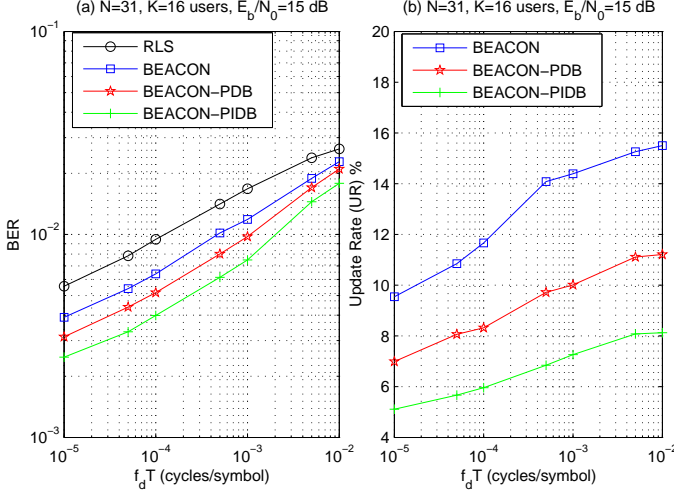 (a) N=31, K=16 users, E_b/N_0=15 dB
10^-1
10^-2
10^-3
BER
RLS
BEACON
BEACON-PDB
BEACON-PIDB
10^-5
10^-4
10^-3
10^-2
f_dT (cycles/symbol)
(b) N=31, K=16 users, E_b/N_0=15 dB
20
18
16
14
12
10
8
6
4
Update Rate (UR) %
BEACON
BEACON-PDB
BEACON-PIDB
10^-5
10^-4
10^-3
10^-2
f_dT (cycles/symbol)